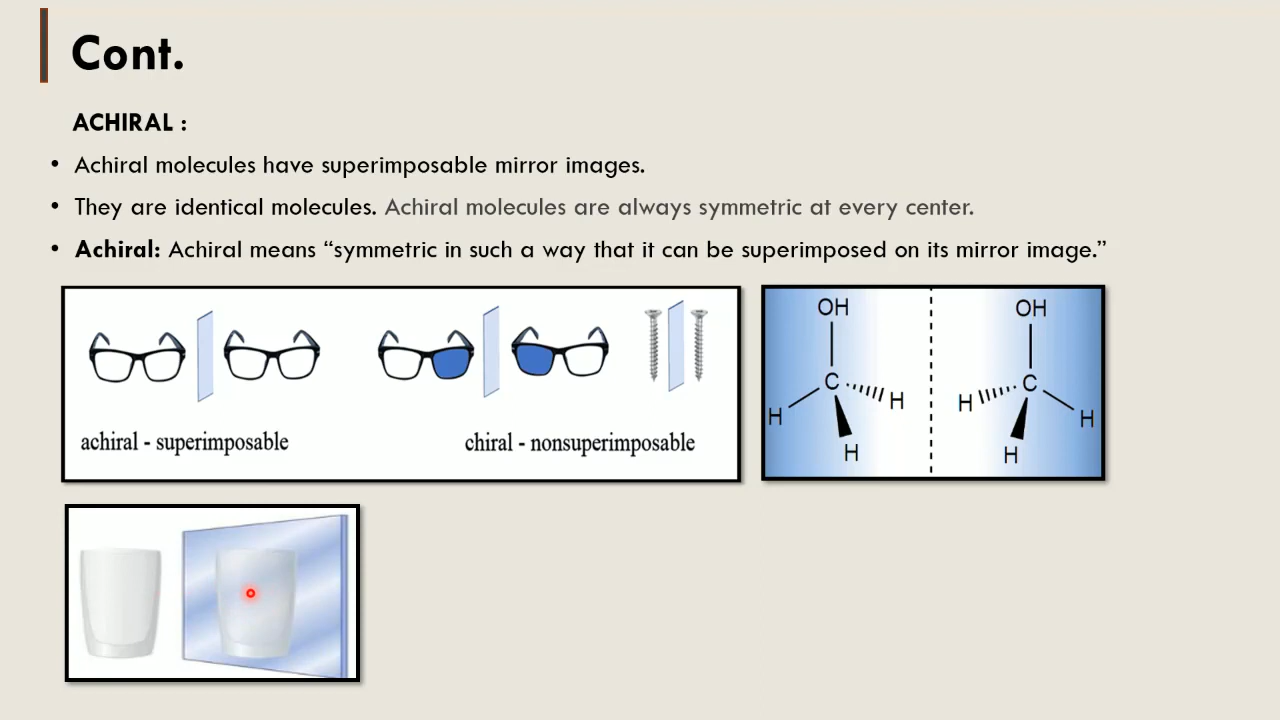 Cont.
ACHIRAL :
• Achiral molecules have superimposable mirror images.
• They are identical molecules. Achiral molecules are always symmetric at every center.
• Achiral: Achiral means “symmetric in such a way that it can be superimposed on its mirror image.”
achiral - superimposable
chiral - nonsuperimposable
OH
C
H
H
H
OH
C
H
H
H